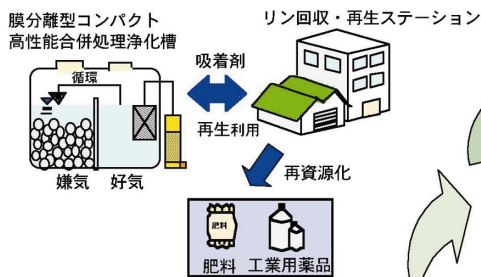 膜分離型コンパクト
高性能合併処理浄化槽
循環
嫌気 好気
吸着剤
再生利用
リン回収・再生ステーション
再資源化
肥料
肥料 工業用薬品